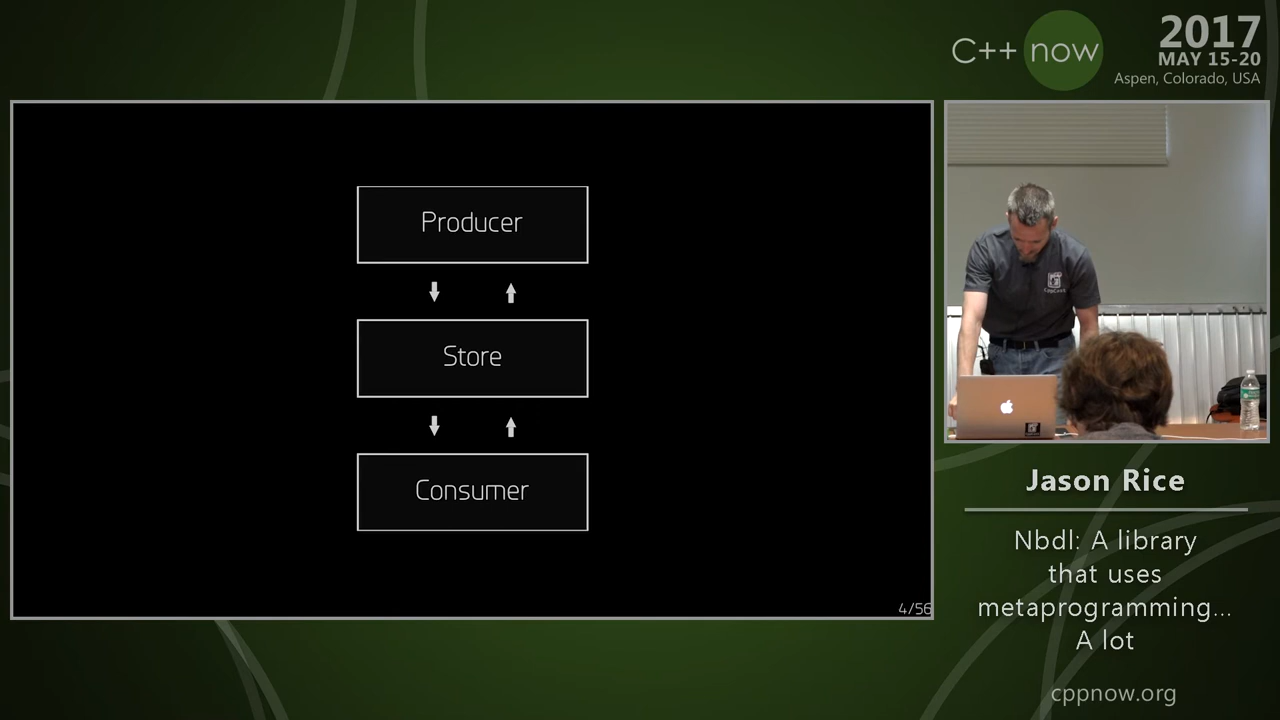 C++ now
2017
MAY 15-20
Aspen, Colorado, USA
Producer
Store
Consumer
4/56
Jason Rice
Nbdl: A library
that uses
metaprogramming...
A lot
cppnow.org